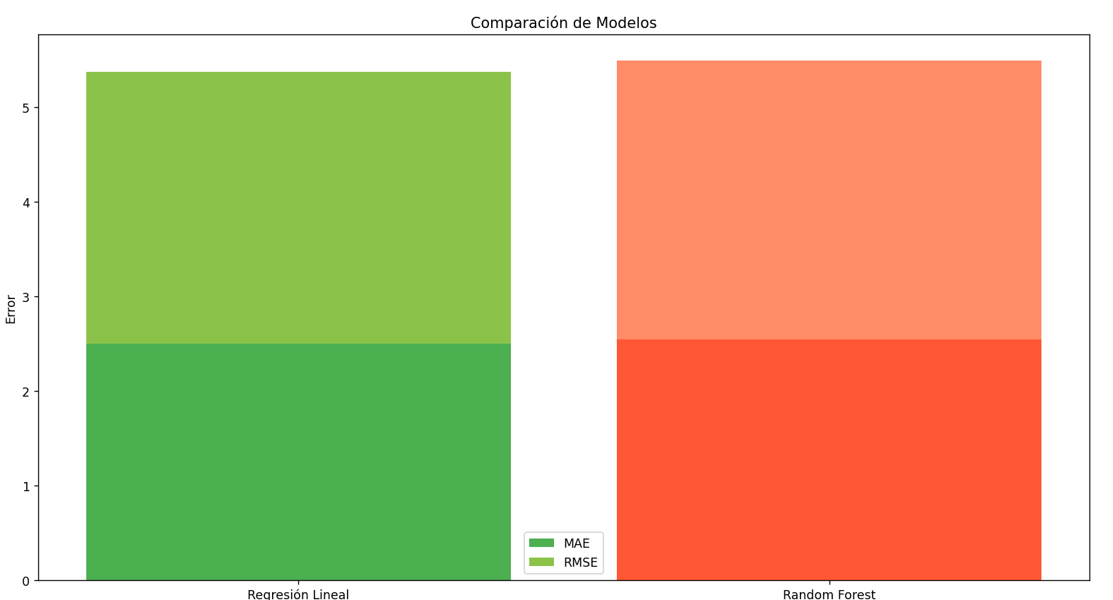 Comparación de Modelos
Error
5
4
3
2
1
0
MAE
RMSE
Regresión Lineal
Random Forest